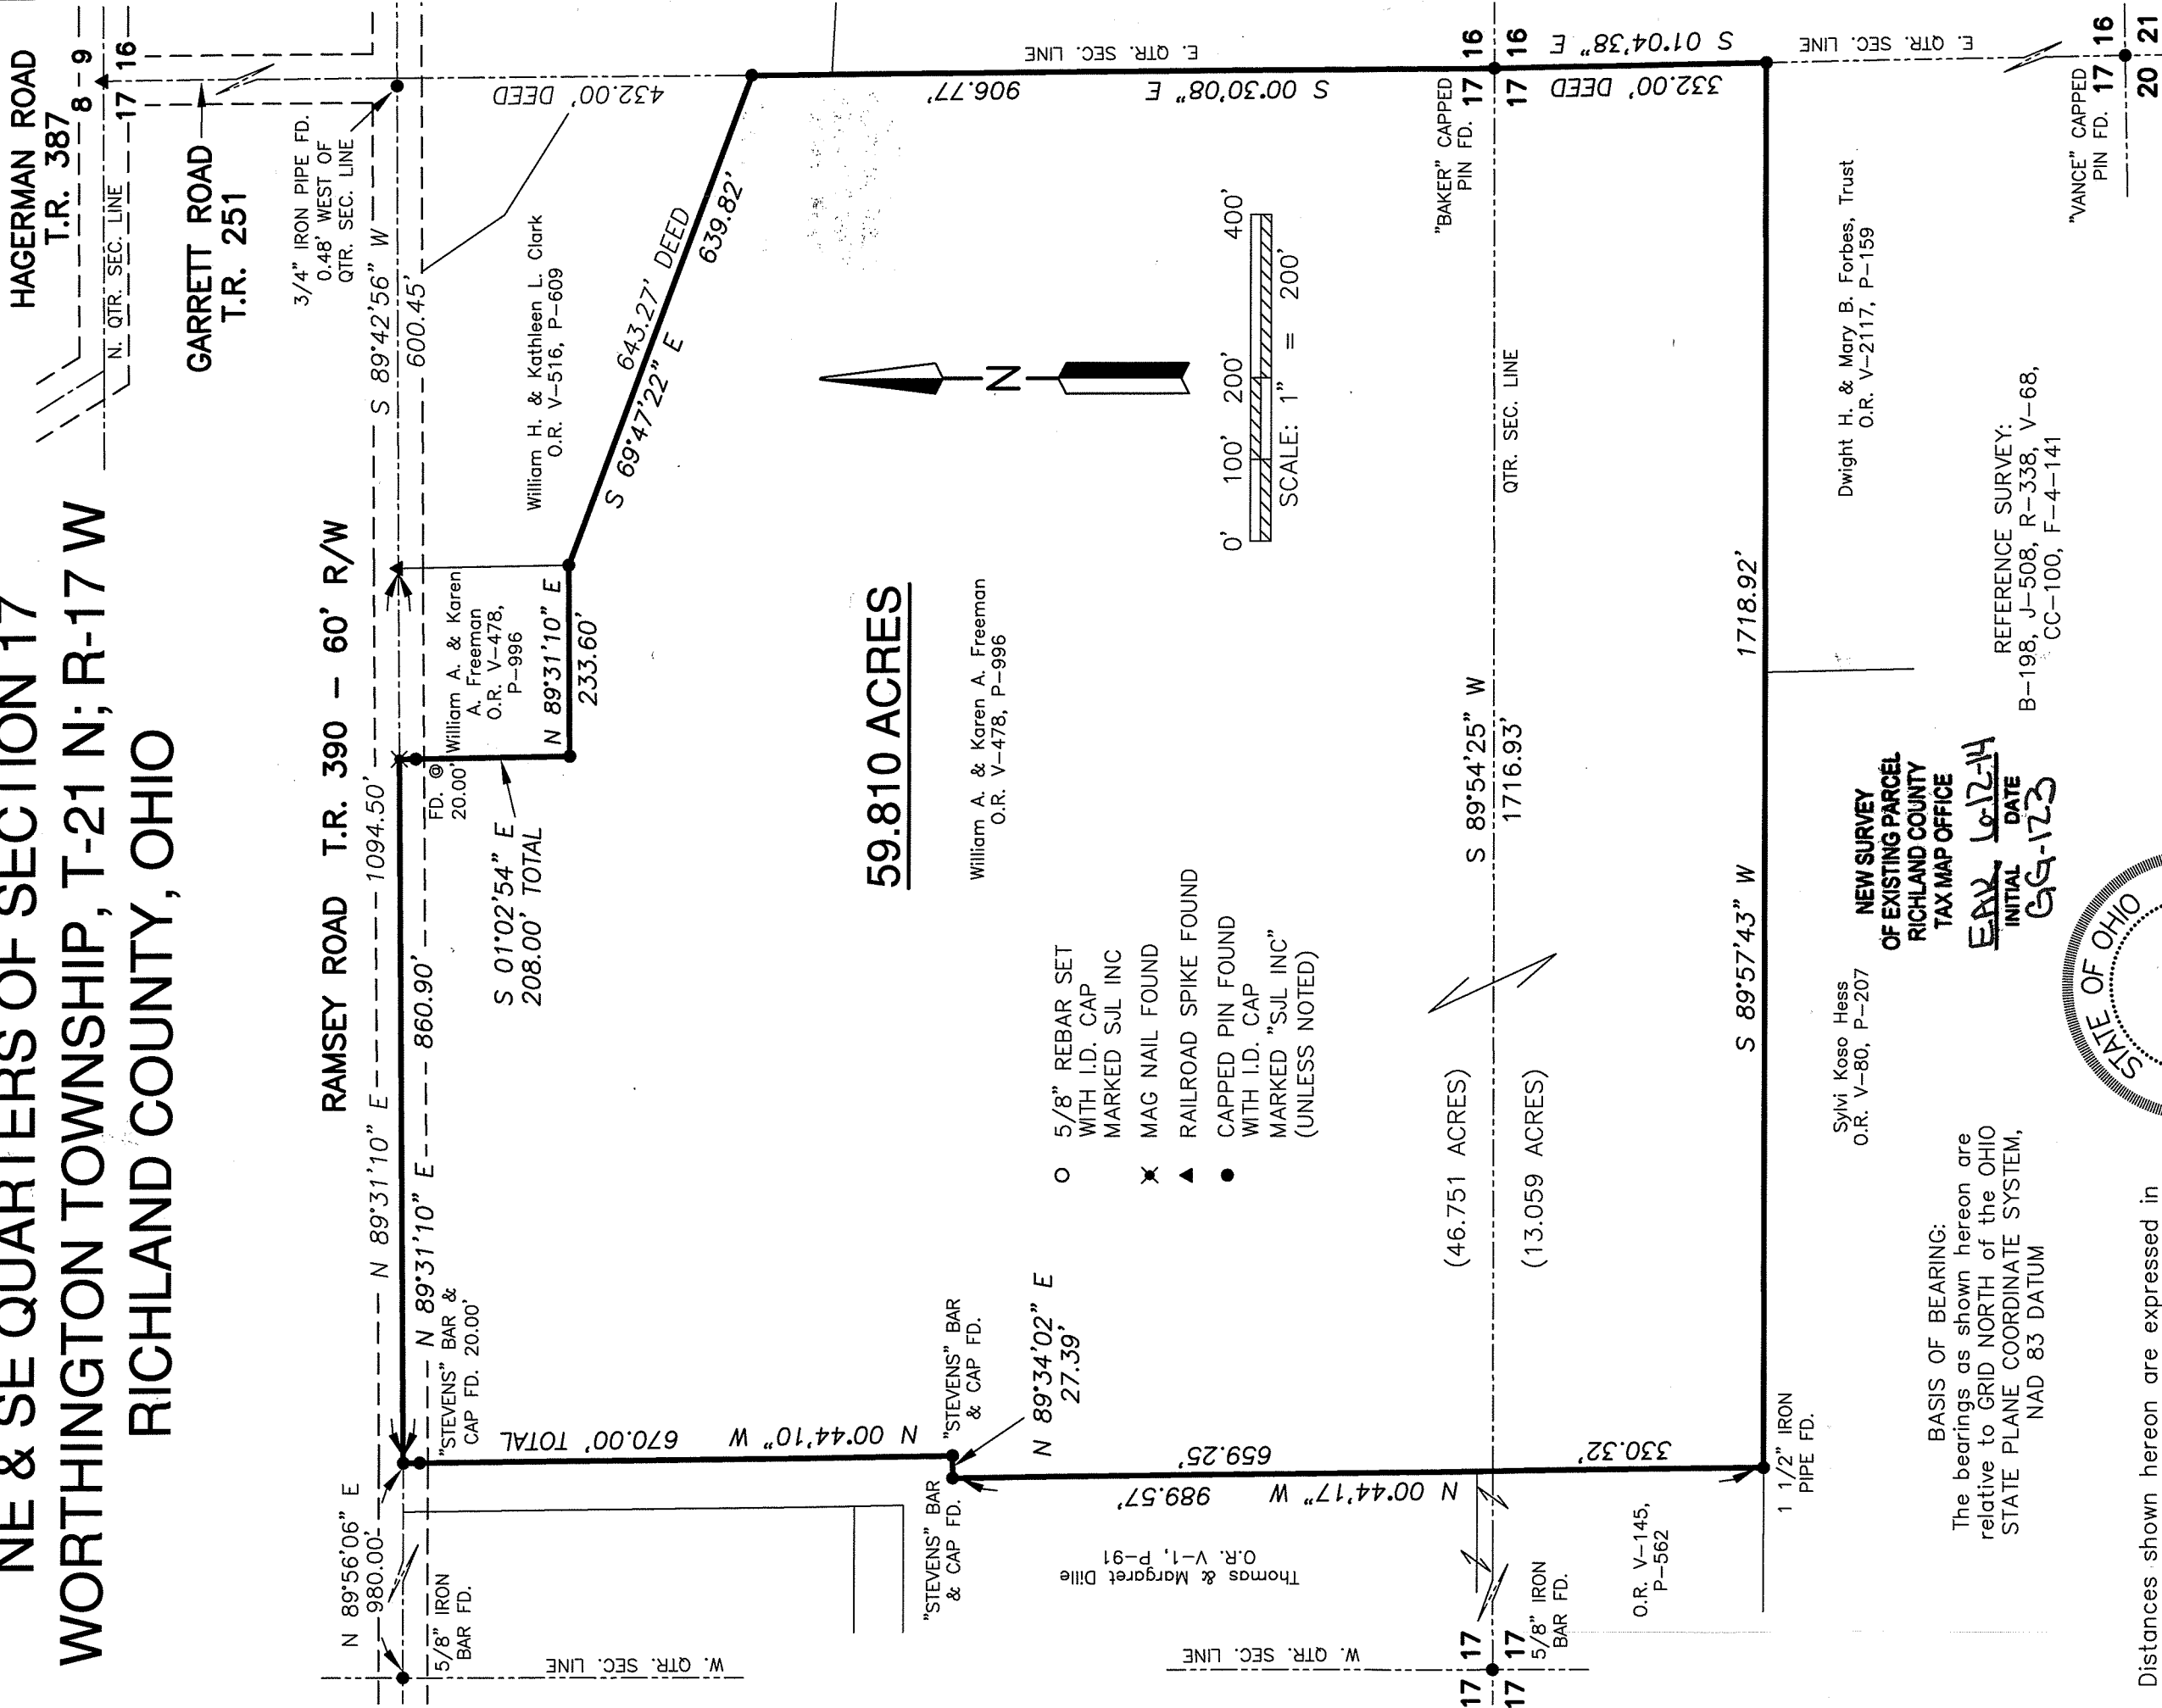 NE & SE QUARTERS OF SECTION 17
WORTHINGTON TOWNSHIP, T-21 N; R-17 W
RICHLAND COUNTY, OHIO
HAGERMAN ROAD
T.R. 387
8 9
17 16
N. QTR. SEC. LINE
GARRETT ROAD
T.R. 251
3/4" IRON PIPE FD.
0.48' WEST OF
QTR. SEC. LINE
RAMSEY ROAD T.R. 390 - 60' R/W
N 89°56'06" E
980.00'
5/8" IRON
BAR FD.
N 89°31'10" E
1094.50'
S 89°42'56" W
600.45'
N 89°31'10" E
860.90'
"STEVENS" BAR &
CAP FD. 20.00'
FD. @
20.00'
William A. & Karen
A. Freeman
O.R. V-478,
P-996
S 01°02'54" E
208.00' TOTAL
N 89°31'10" E
233.60'
William H. & Kathleen L. Clark
O.R. V-516, P-609
432.00' DEED
643.27' DEED
S 69°47'22" E
639.82'
E. QTR. SEC. LINE
S 00°30'08" E
906.77'
59.810 ACRES
William A. & Karen A. Freeman
O.R. V-478, P-996
N
0' 100' 200' 400'
SCALE: 1" = 200'
N 00°44'10" W
670.00' TOTAL
"STEVENS" BAR
& CAP FD.
"STEVENS" BAR
& CAP FD.
N 89°34'02" E
27.39'
5/8" REBAR SET
WITH I.D. CAP
MARKED SJL INC
MAG NAIL FOUND
RAILROAD SPIKE FOUND
CAPPED PIN FOUND
WITH I.D. CAP
MARKED "SJL INC"
(UNLESS NOTED)
Thomas & Margaret Dille
O.R. V-1, P-91
N 00°44'17" W
989.57'
659.25'
330.32'
W. QTR. SEC. LINE
W. QTR. SEC. LINE
17 17
17 17
5/8" IRON
BAR FD.
(46.751 ACRES)
(13.059 ACRES)
S 89°54'25" W
1716.93'
QTR. SEC. LINE
"BAKER" CAPPED
PIN FD.
17 16
17 16
S 01°04'38" E
332.00' DEED
O.R. V-145,
P-562
1 1/2" IRON
PIPE FD.
S 89°57'43" W
1718.92'
E. QTR. SEC. LINE
Sylvi Koso Hess
O.R. V-80, P-207
Dwight H. & Mary B. Forbes, Trust
O.R. V-2117, P-159
NEW SURVEY
OF EXISTING PARCEL
RICHLAND COUNTY
TAX MAP OFFICE
EAK 6-12-14
INITIAL DATE
GG-123
REFERENCE SURVEY:
B-198, J-508, R-338, V-68,
CC-100, F-4-141
"VANCE" CAPPED
PIN FD.
17 16
20 21
BASIS OF BEARING:
The bearings as shown hereon are
relative to GRID NORTH of the OHIO
STATE PLANE COORDINATE SYSTEM,
NAD 83 DATUM
STATE OF OHIO
Distances shown hereon are expressed in